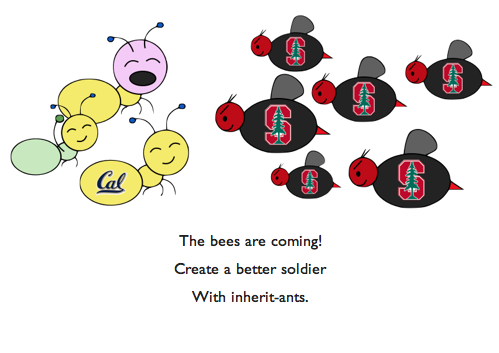 Cal
S
S
S
S
S
S
The bees are coming!
Create a better soldier
With inherit-ants.